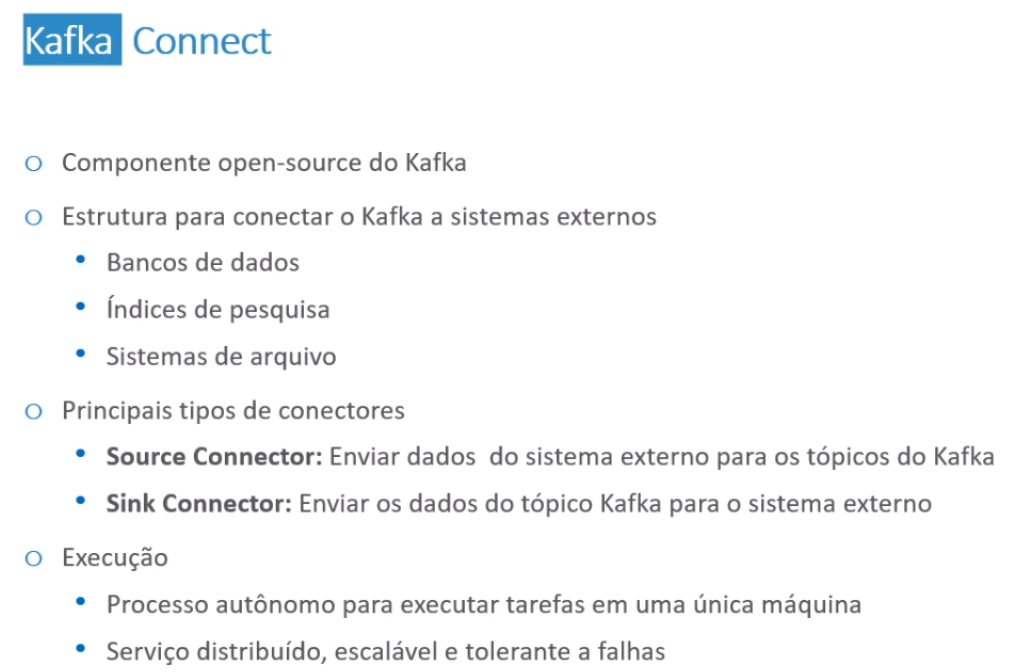 Kafka Connect
Componente open-source do Kafka
Estrutura para conectar o Kafka a sistemas externos
Bancos de dados
Índices de pesquisa
Sistemas de arquivo
Principais tipos de conectores
Source Connector: Enviar dados  do sistema externo para os tópicos do Kafka
Sink Connector: Enviar os dados do tópico Kafka para o sistema externo
Execução
Processo autônomo para executar tarefas em uma única máquina
Serviço distribuído, escalável e tolerante a falhas